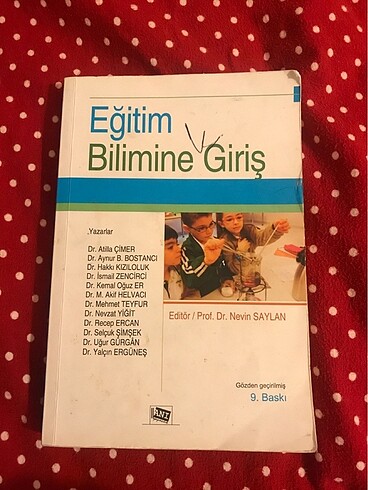 Eğitim
Bilimine Giriş
Yazarlar
Dr. Atilla ÇİMER
Dr. Aynur B. BOSTANCI
Dr. Hakkı KIZILOLUK
Dr. İsmail ZENCİRCİ
Dr. Kemal Oğuz ER
Dr. M. Akif HELVACI
Dr. Mehmet TEYFUR
Dr. Nevzat YİĞİT
Dr. Recep ERCAN
Dr. Selçuk ŞİMŞEK
Dr. Uğur GÜRGÂN
Dr. Yalçın ERGÜNEŞ
Editör / Prof. Dr. Nevin SAYLAN
Gözden geçirilmiş
9. Baskı
ANI